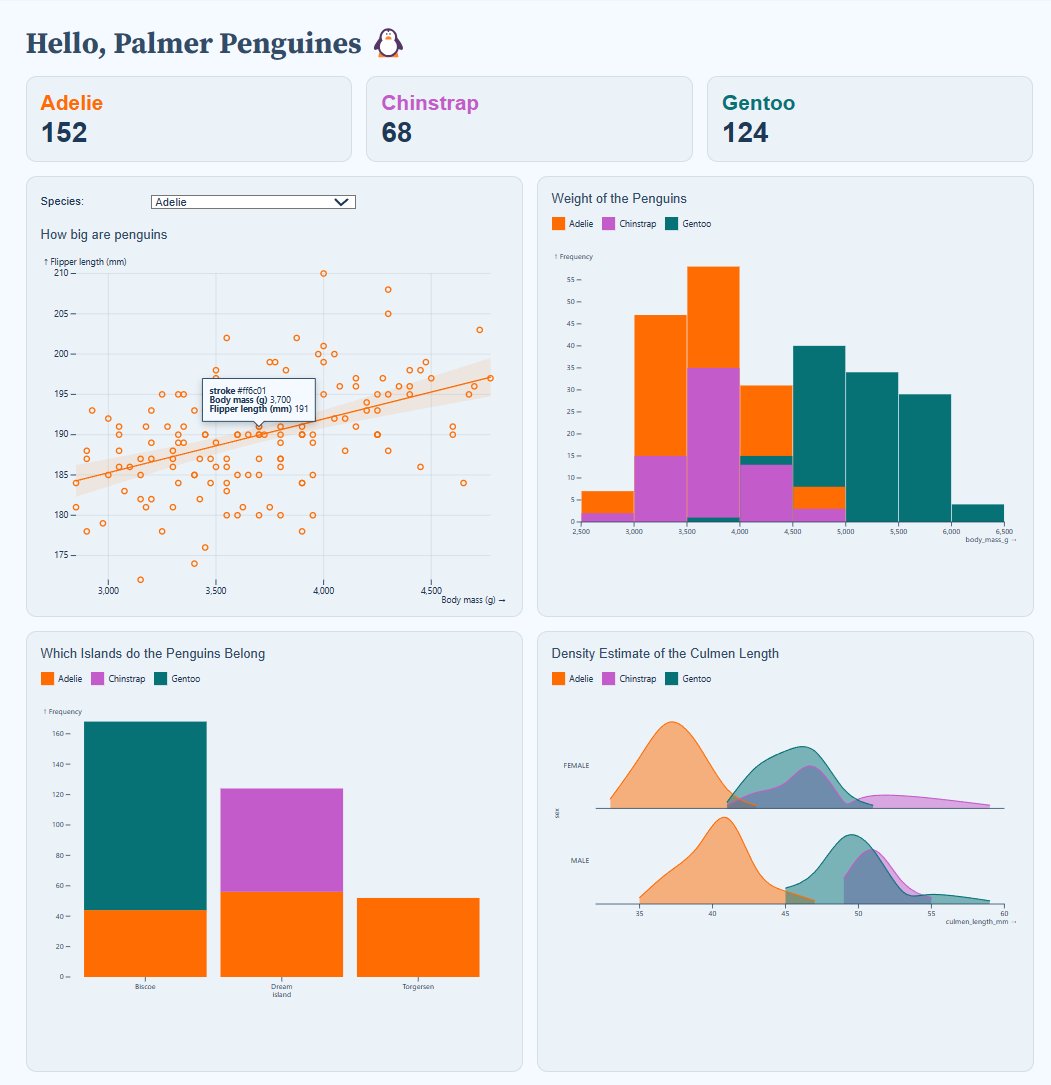 Hello, Palmer Penguines
Adelie
152
Chinstrap
68
Gentoo
124
Species:
Adelie
How big are penguins
↑ Flipper length (mm)
210
205
200
195
190
185
180
175
stroke #ff6c01
Body mass (g) 3,700
Flipper length (mm) 191
3,000 3,500 4,000 4,500
Body mass (g) →
Weight of the Penguins
Adelie Chinstrap Gentoo
↑ Frequency
55
50
45
40
35
30
25
20
15
10
5
0
2,500 3,000 3,500 4,000 4,500 5,000 5,500 6,000 6,500
body_mass_g →
Which Islands do the Penguins Belong
Adelie Chinstrap Gentoo
↑ Frequency
160
140
120
100
80
60
40
20
0
Biscoe Dream Torgersen
island
Density Estimate of the Culmen Length
Adelie Chinstrap Gentoo
FEMALE
sex
MALE
35 40 45 50 55 60
culmen_length_mm →